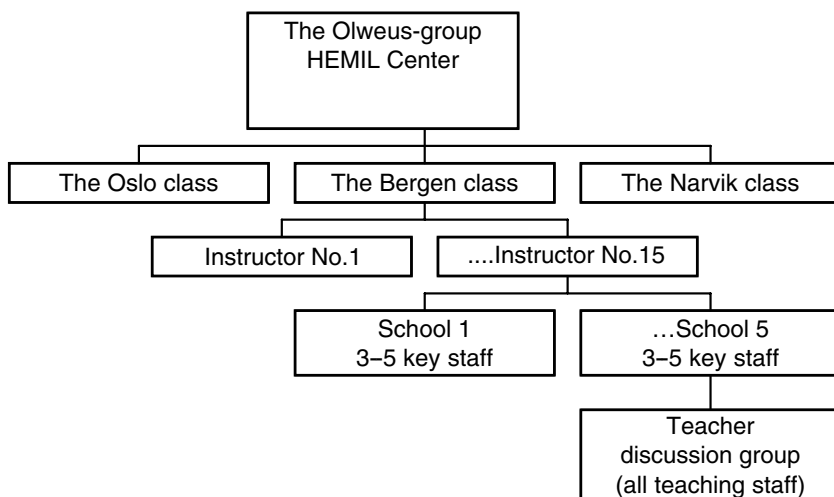 The Olweus-group
HEMIL Center
The Oslo class
The Bergen class
The Narvik class
Instructor No.1
....Instructor No.15
School 1
3–5 key staff
…School 5
3–5 key staff
Teacher
discussion group
(all teaching staff)